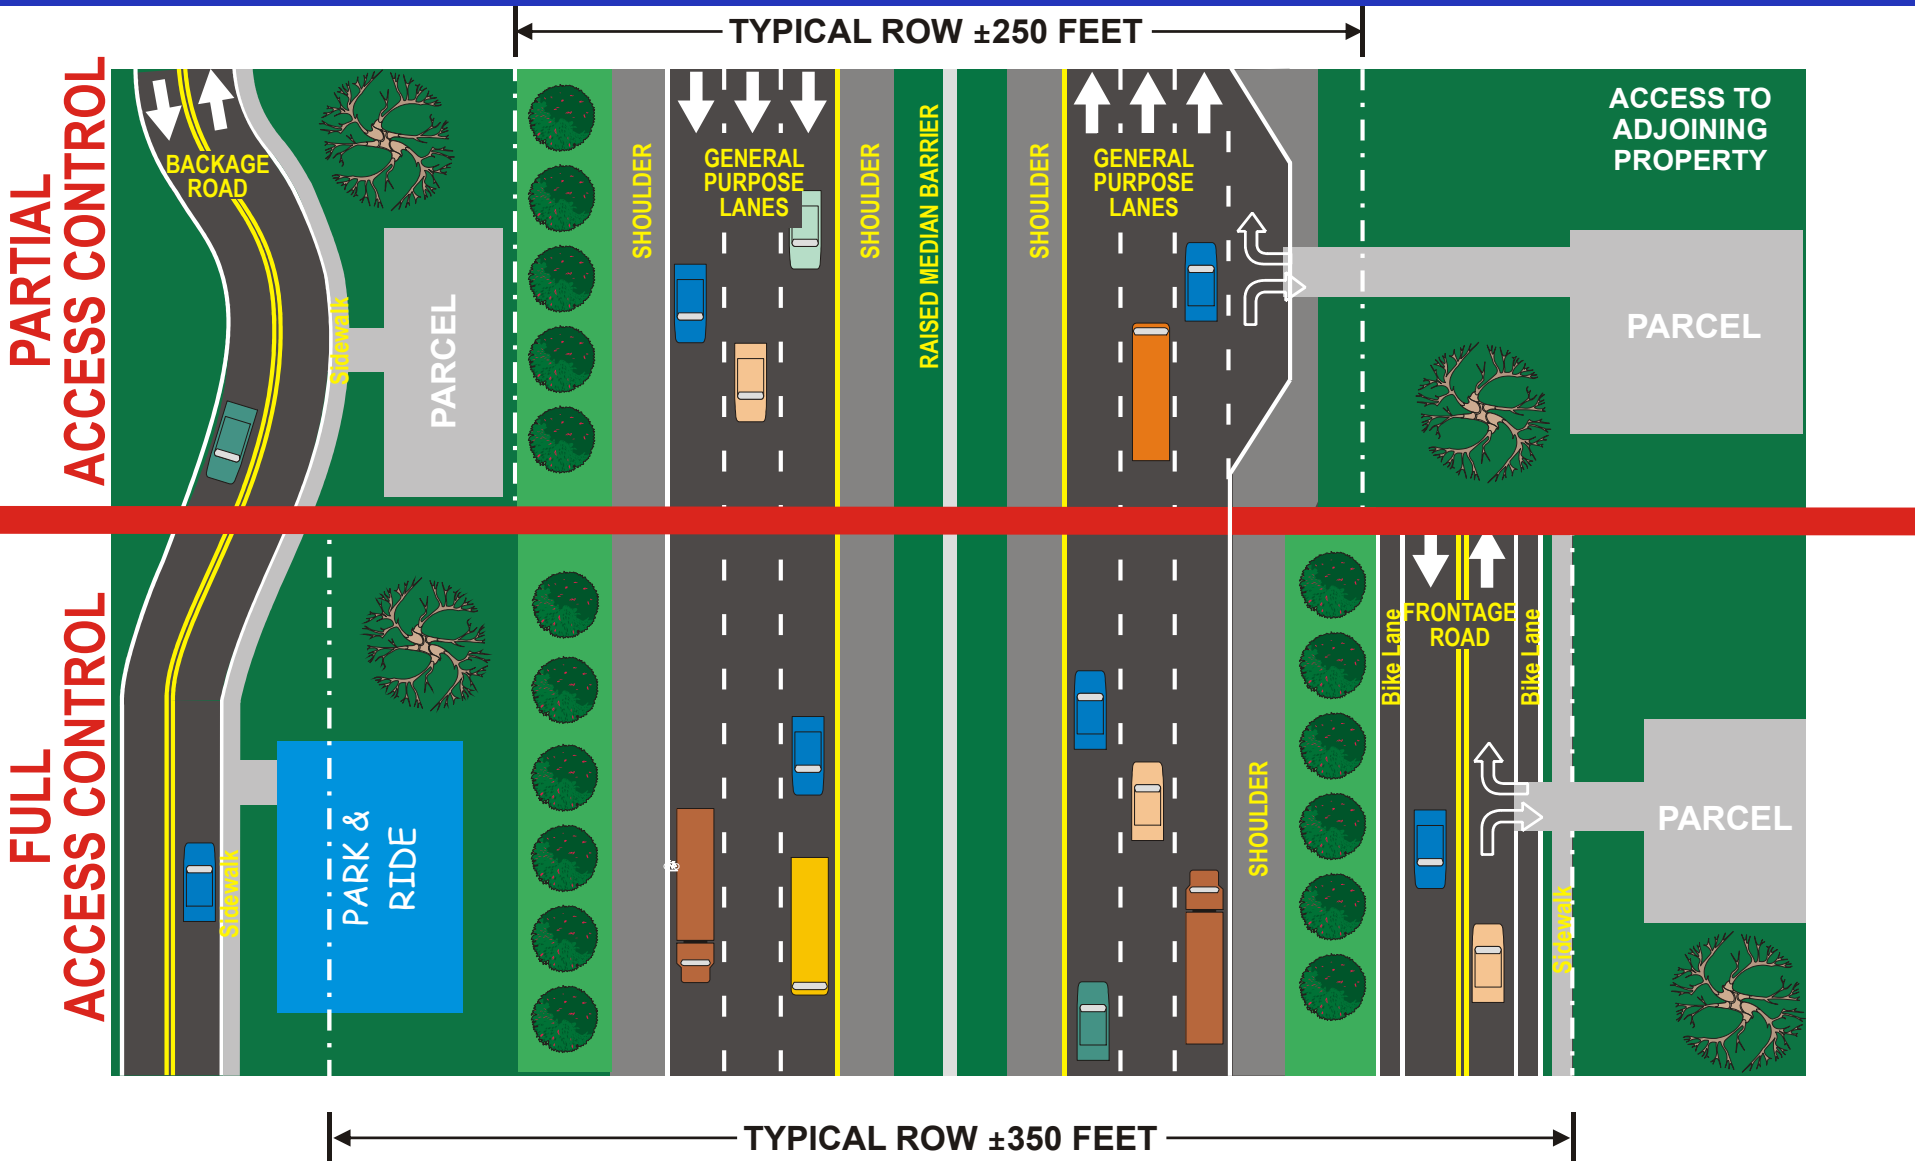 TYPICAL ROW ±250 FEET
PARTIAL
ACCESS CONTROL
BACKAGE
ROAD
Sidewalk
PARCEL
SHOULDER
GENERAL
PURPOSE
LANES
SHOULDER
RAISED MEDIAN BARRIER
SHOULDER
GENERAL
PURPOSE
LANES
ACCESS TO
ADJOINING
PROPERTY
PARCEL
FULL
ACCESS CONTROL
Sidewalk
PARK &
RIDE
SHOULDER
Bike Lane
FRONTAGE
ROAD
Bike Lane
Sidewalk
PARCEL
TYPICAL ROW ±350 FEET